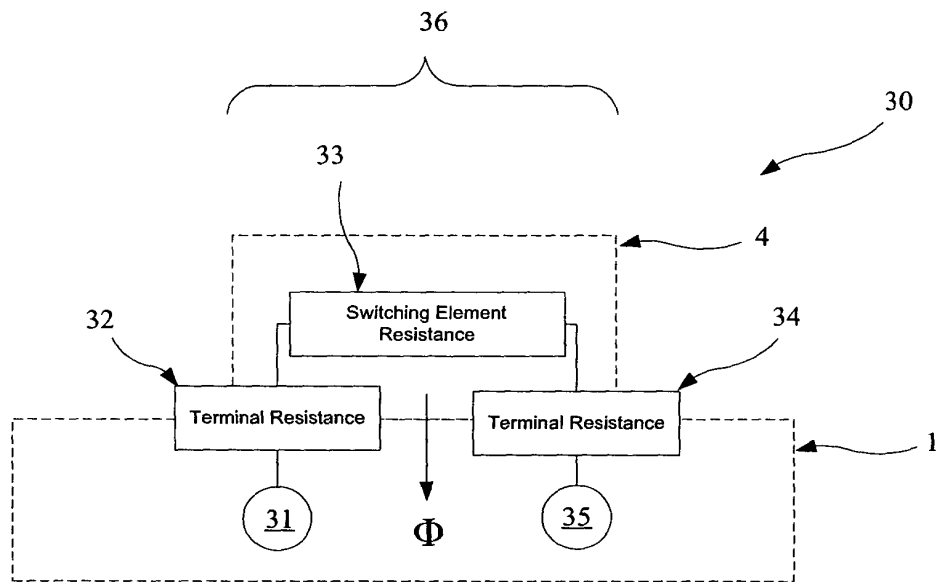 36
30
33
4
Switching Element
Resistance
32
34
Terminal Resistance
Terminal Resistance
1
31
Φ
35